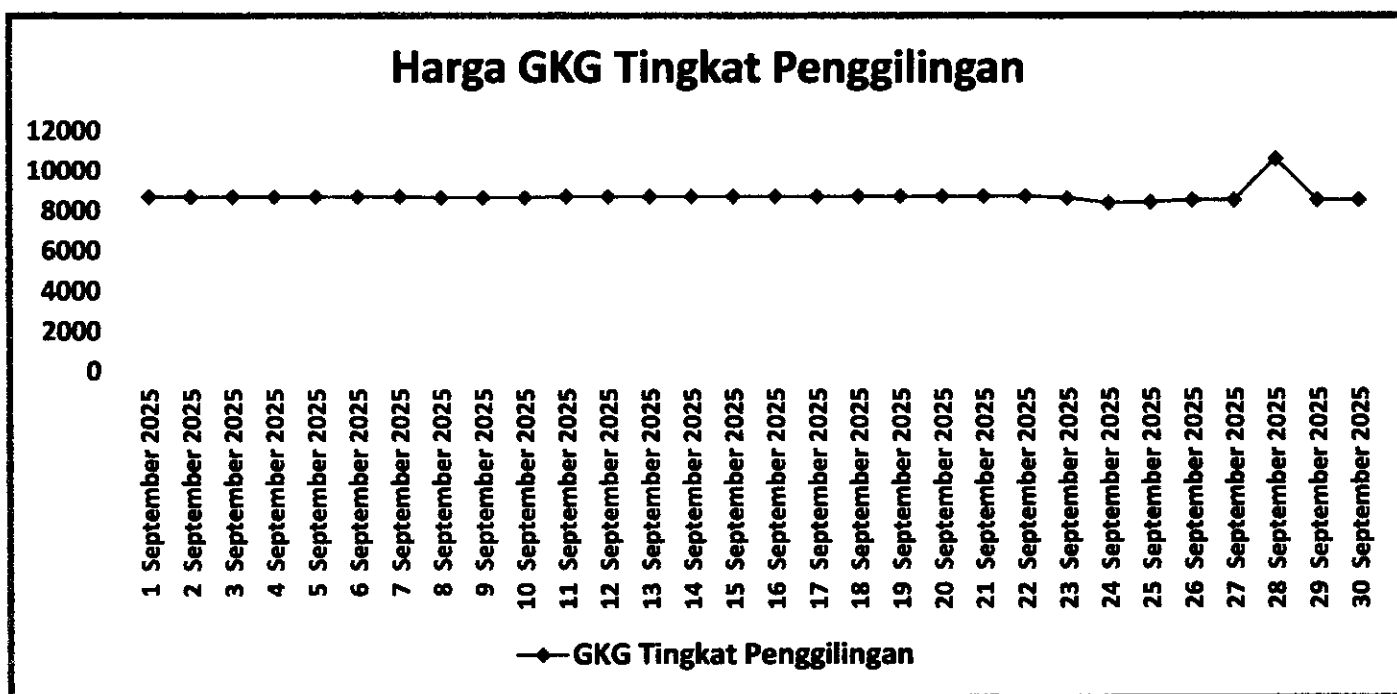 Harga GKG Tingkat Penggilingan
12000
10000
8000
6000
4000
2000
0
1 September 2025
2 September 2025
3 September 2025
4 September 2025
5 September 2025
6 September 2025
7 September 2025
8 September 2025
9 September 2025
10 September 2025
11 September 2025
12 September 2025
13 September 2025
14 September 2025
15 September 2025
16 September 2025
17 September 2025
18 September 2025
19 September 2025
20 September 2025
21 September 2025
22 September 2025
23 September 2025
24 September 2025
25 September 2025
26 September 2025
27 September 2025
28 September 2025
29 September 2025
30 September 2025
GKG Tingkat Penggilingan